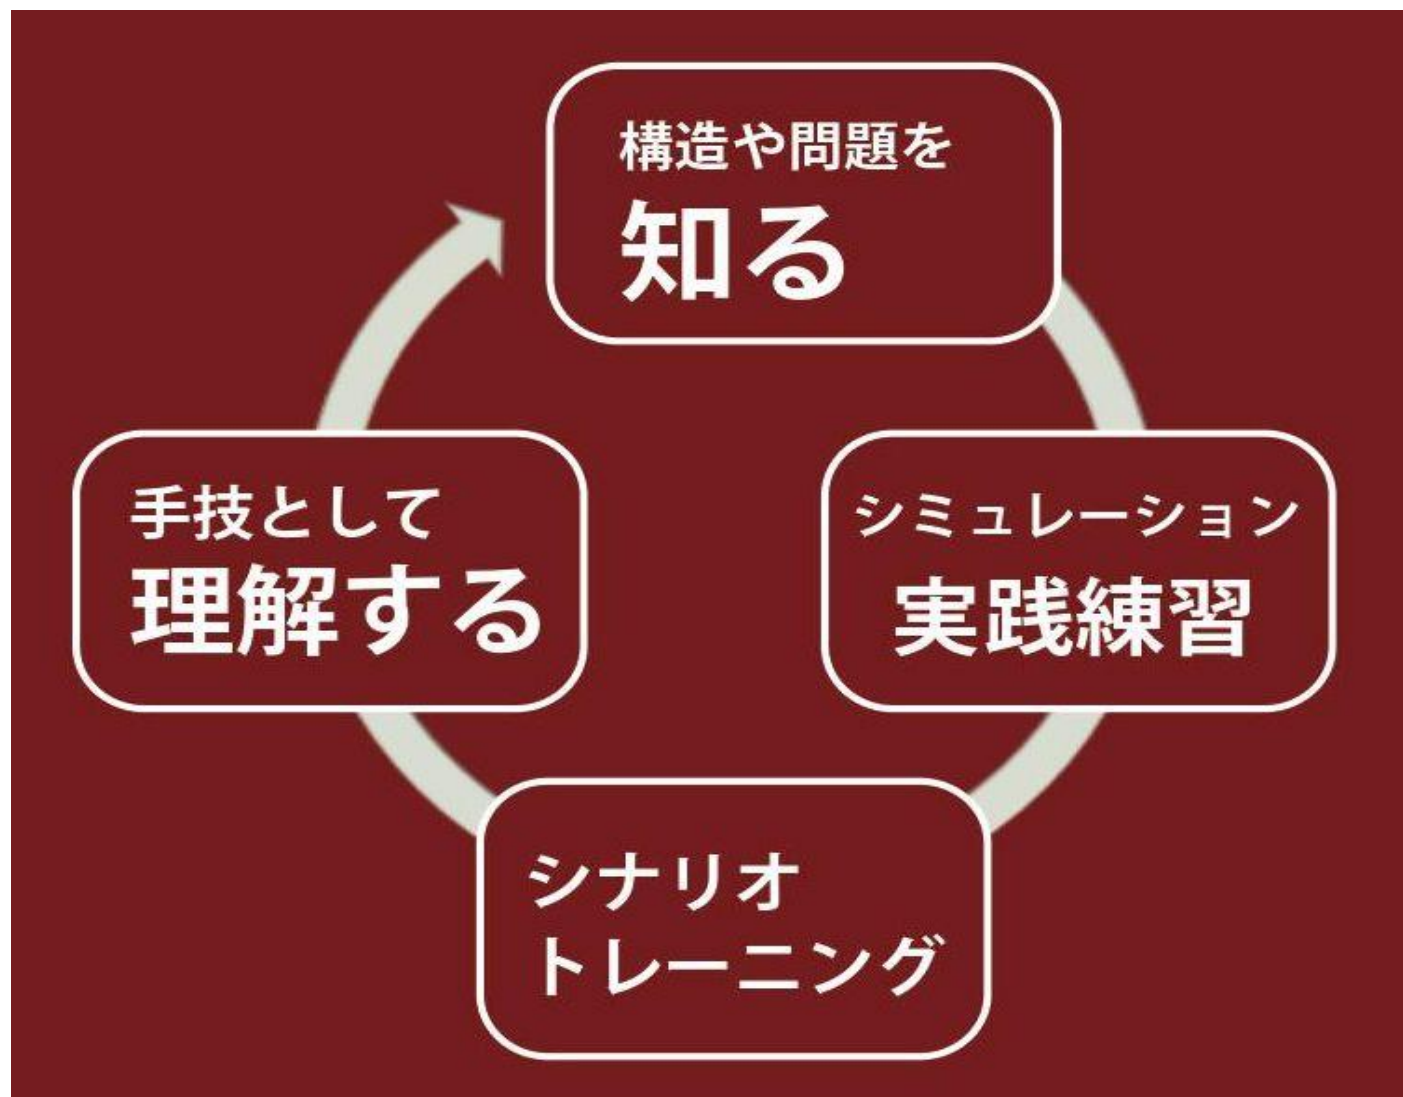 構造や問題を
知る
シミュレーション
実践練習
シナリオ
トレーニング
手技として
理解する